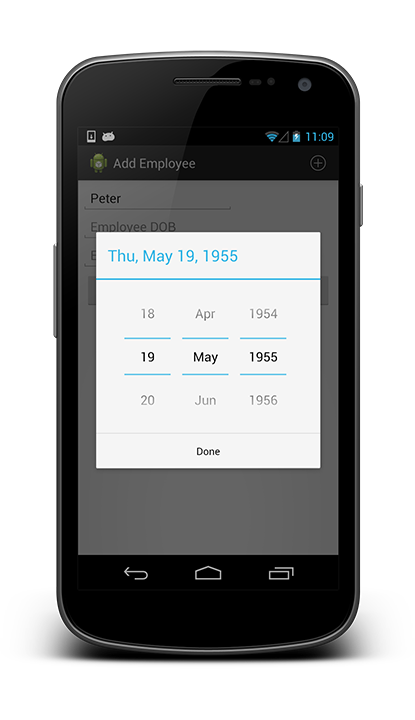 11:09
Add Employee
Peter
Employee DOB
E
Thu, May 19, 1955
18 Apr 1954
19 May 1955
20 Jun 1956
Done